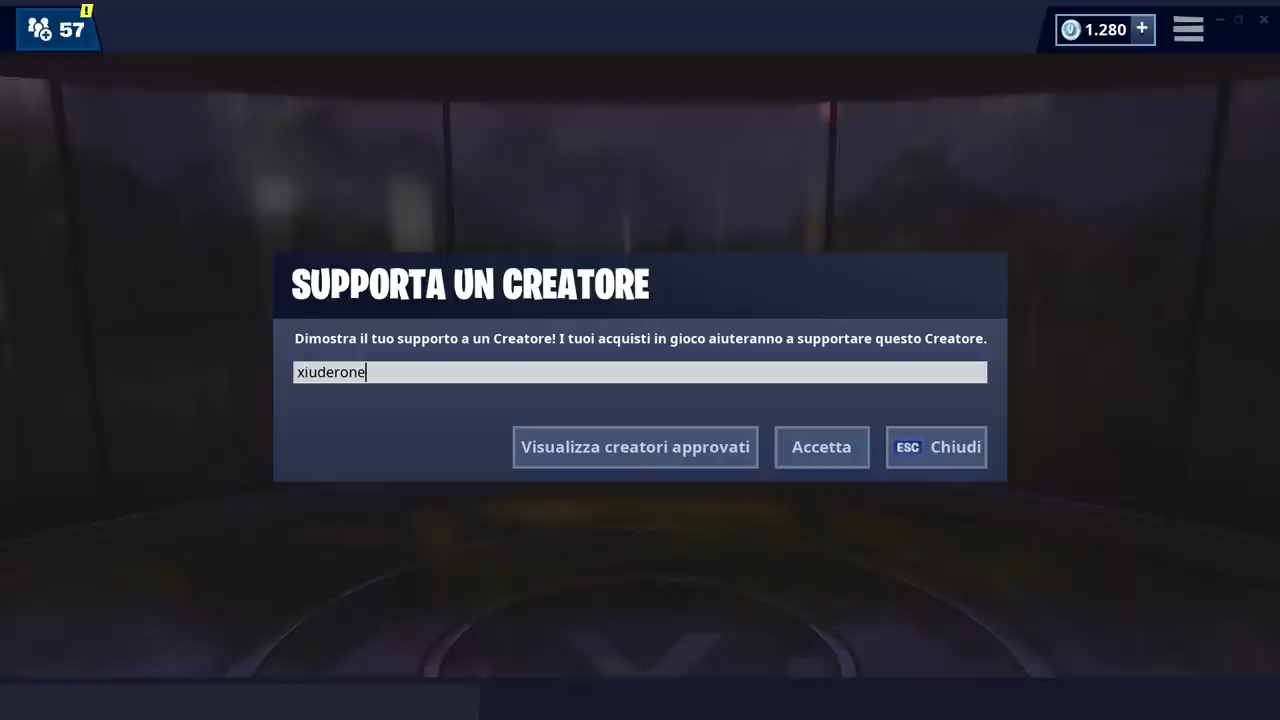 57
!
1.280 +
SUPPORTA UN CREATORE
Dimostra il tuo supporto a un Creatore! I tuoi acquisti in gioco aiuteranno a supportare questo Creatore.
xiuderone
Visualizza creatori approvati
Accetta
ESC Chiudi